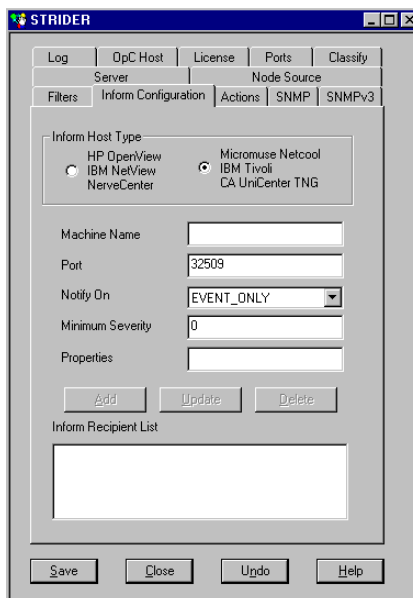 STRIDER
Log OpC Host License Ports Classify
Server Node Source
Filters Inform Configuration Actions SNMP SNMPv3
Inform Host Type
HP OpenView
IBM NetView
NerveCenter
Micromuse Netcool
IBM Tivoli
CA UniCenter TNG
Machine Name
Port 32509
Notify On EVENT_ONLY
Minimum Severity 0
Properties
Add Update Delete
Inform Recipient List
Save Close Undo Help